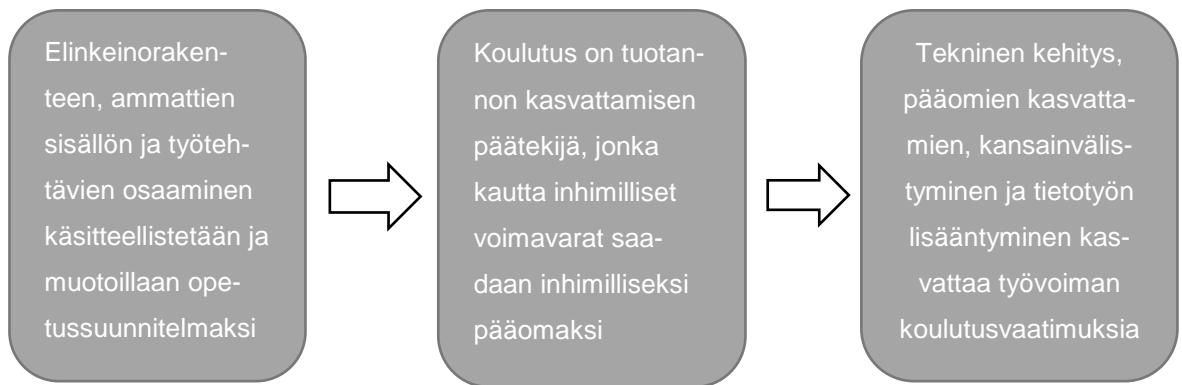 Elinkeinoraken-
teen, ammattien
sisällön ja työteh-
tävien osaaminen
käsitteellistetään ja
muotoillaan ope-
tussuunnitelmaksi
Koulutus on tuotan-
non kasvattamisen
päätekijä, jonka
kautta inhimilliset
voimavarat saa-
daan inhimilliseksi
pääomaksi
Tekninen kehitys,
pääomien kasvatta-
mien, kansainvälis-
tyminen ja tietotyön
lisääntyminen kas-
vattaa työvoiman
koulutusvaatimuksia